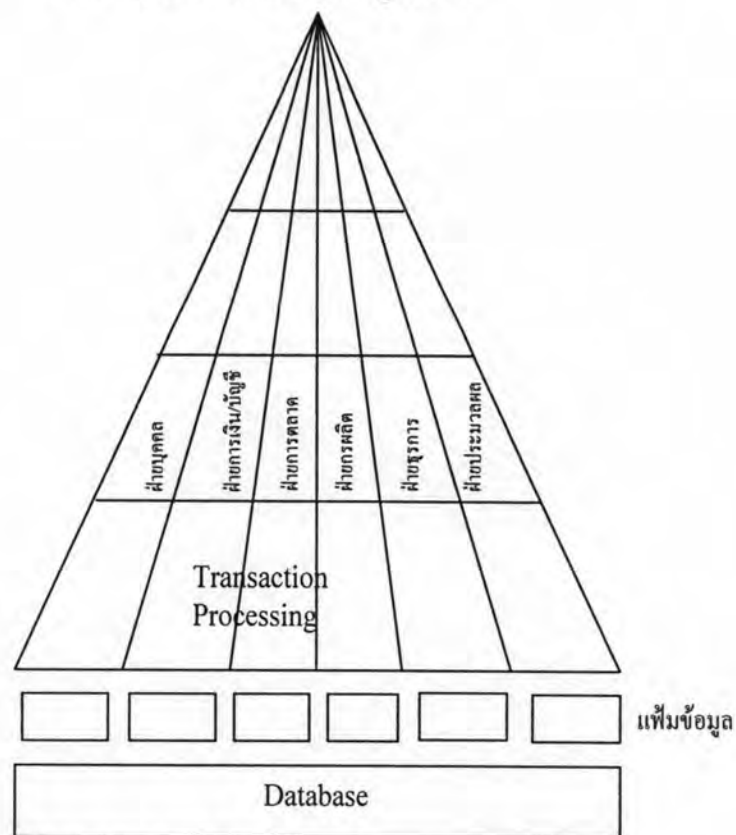 ฝ่ายบุคคล
ฝ่ายการเงิน/บัญชี
ฝ่ายการตลาด
ฝ่ายกรผลิต
ฝ่ายธุรการ
ฝ่ายประมวลผล
Transaction
Processing
แฟ้มข้อมูล
Database